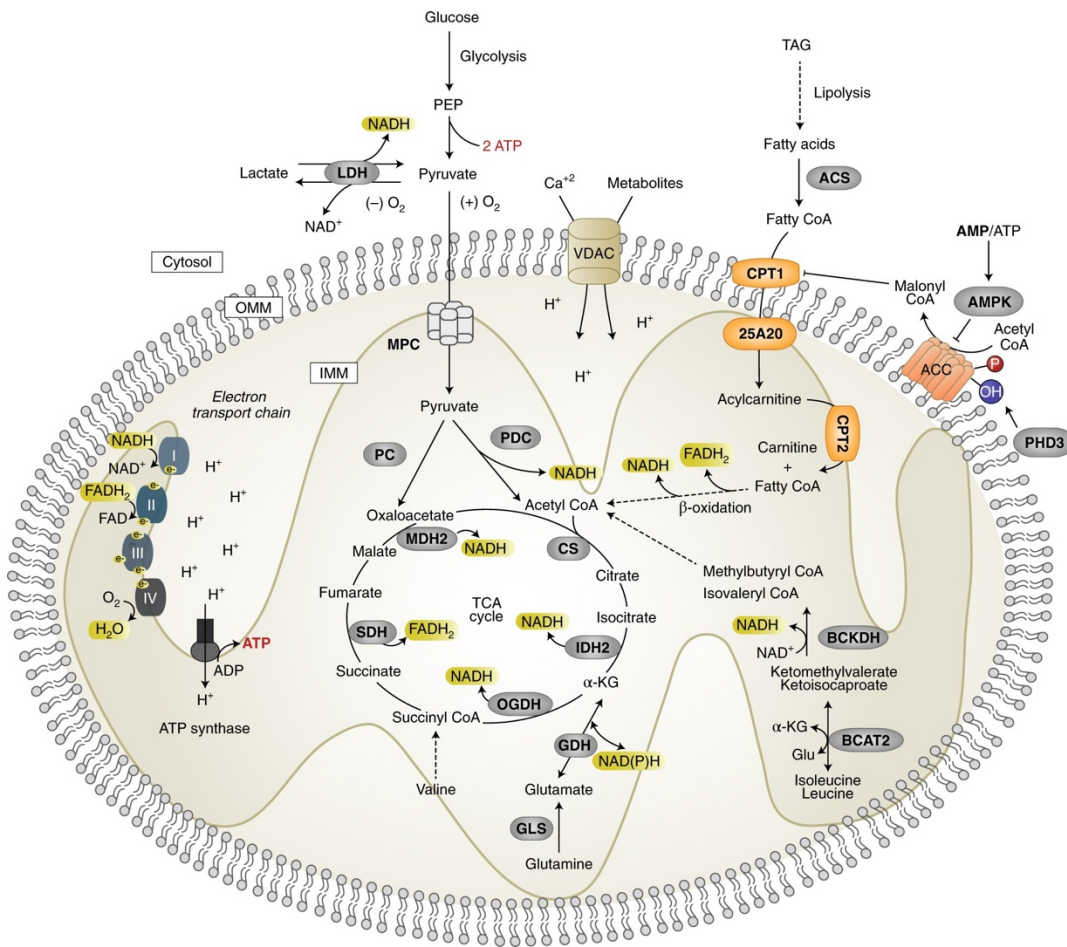 Glucose
Glycolysis
PEP
NADH
2 ATP
Lactate
LDH
Pyruvate
(–) O₂
(+) O₂
NAD⁺
TAG
Lipolysis
Fatty acids
ACS
Fatty CoA
Ca⁺²
Metabolites
VDAC
Cytosol
OMM
IMM
H⁺
H⁺
H⁺
MPC
CPT1
25A20
AMP/ATP
AMPK
Malonyl
CoA
Acetyl
CoA
ACC
P
OH
PHD3
Acylcarnitine
CPT2
Carnitine
+
Fatty CoA
FADH₂
NADH
β-oxidation
Electron
transport chain
NADH
NAD⁺
I
e-
FADH₂
FAD
e-
II
e-
III
e-
e-
IV
O₂
H₂O
H⁺
H⁺
H⁺
H⁺
H⁺
H⁺
ATP
ADP
H⁺
ATP synthase
Pyruvate
PC
PDC
NADH
Oxaloacetate
Acetyl CoA
MDH2
NADH
CS
Malate
Citrate
Fumarate
TCA
cycle
Isocitrate
SDH
FADH₂
NADH
IDH2
Succinate
α-KG
NADH
OGDH
Succinyl CoA
GDH
NAD(P)H
Valine
Glutamate
GLS
Glutamine
Methylbutyryl CoA
Isovaleryl CoA
NADH
NAD⁺
BCKDH
Ketomethylvalerate
Ketoisocaproate
α-KG
Glu
BCAT2
Isoleucine
Leucine